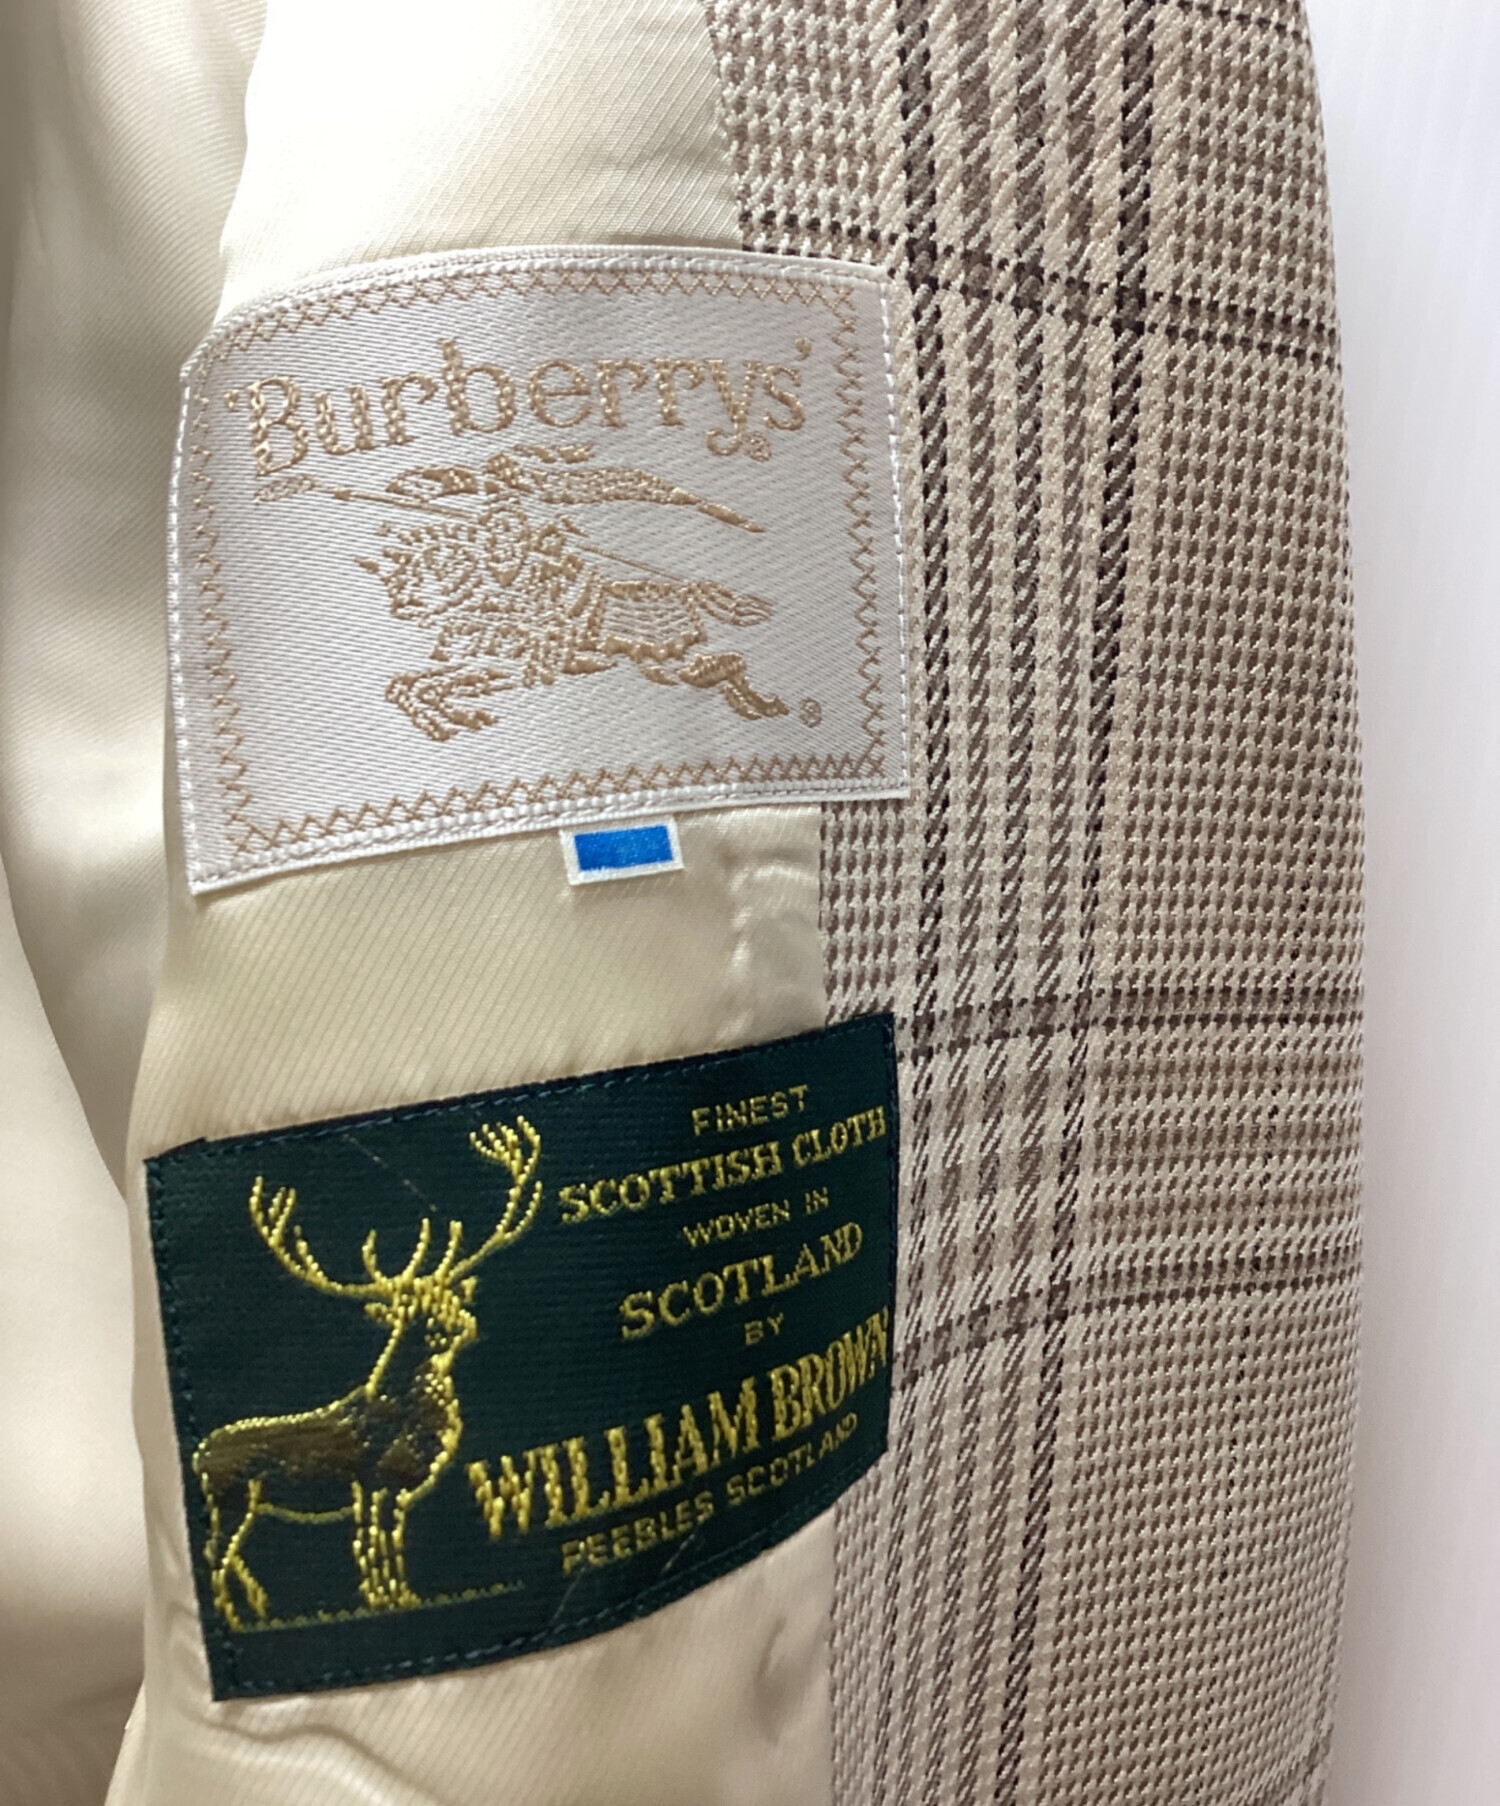 Burberrys'
®
®
FINEST
SCOTTISH CLOTH
WOVEN IN
SCOTLAND
BY
WILLIAM BROWN
PEEBLES SCOTLAND